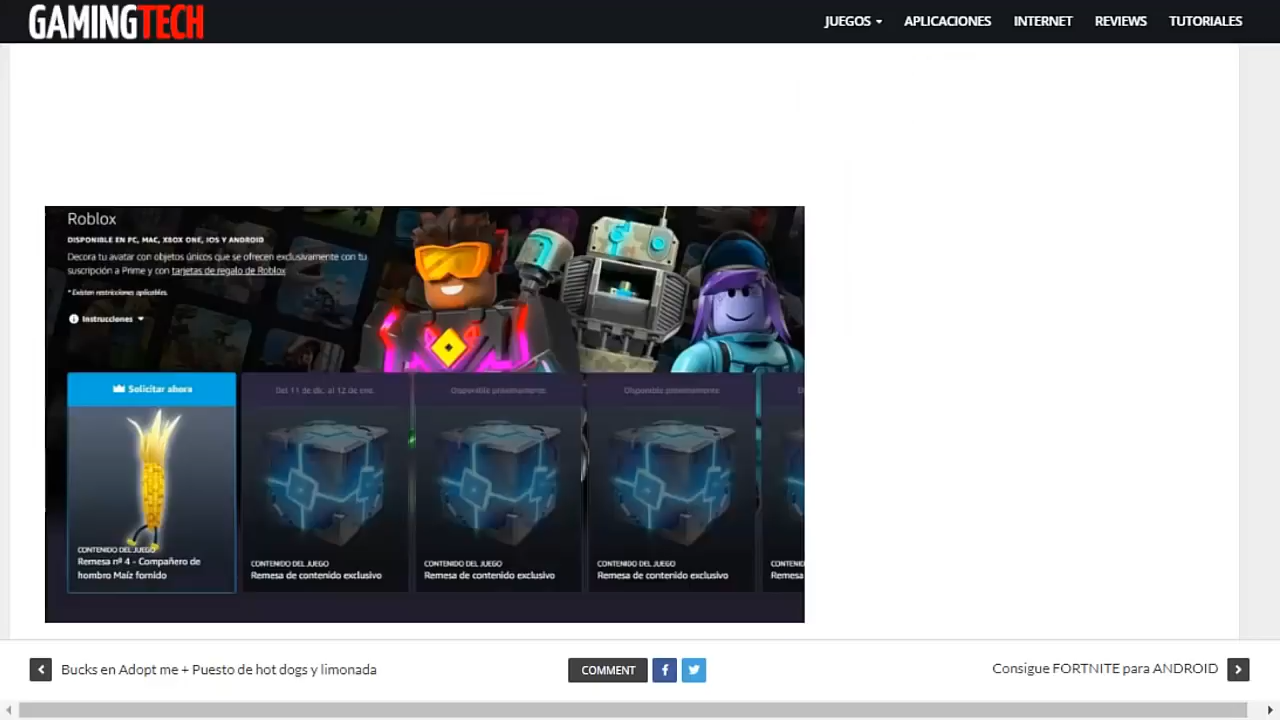 GAMINGTECH
JUEGOS
APLICACIONES
INTERNET
REVIEWS
TUTORIALES
Roblox
DISPONIBLE EN PC, MAC, XBOX ONE, IOS Y ANDROID
Decora tu avatar con objetos únicos que se ofrecen exclusivamente con tu
suscripción a Prime y con tarjetas de regalo de Roblox
* Existen restricciones aplicables.
Instrucciones
Solicitar ahora
CONTENIDO DEL JUEGO
Remesa nº 4 - Compañero de
hombro Maíz fornido
Del 11 de dic. al 12 de ene.
CONTENIDO DEL JUEGO
Remesa de contenido exclusivo
Disponible próximamente
CONTENIDO DEL JUEGO
Remesa de contenido exclusivo
Disponible próximamente
CONTENIDO DEL JUEGO
Remesa de contenido exclusivo
Bucks en Adopt me + Puesto de hot dogs y limonada
COMMENT
Consigue FORTNITE para ANDROID